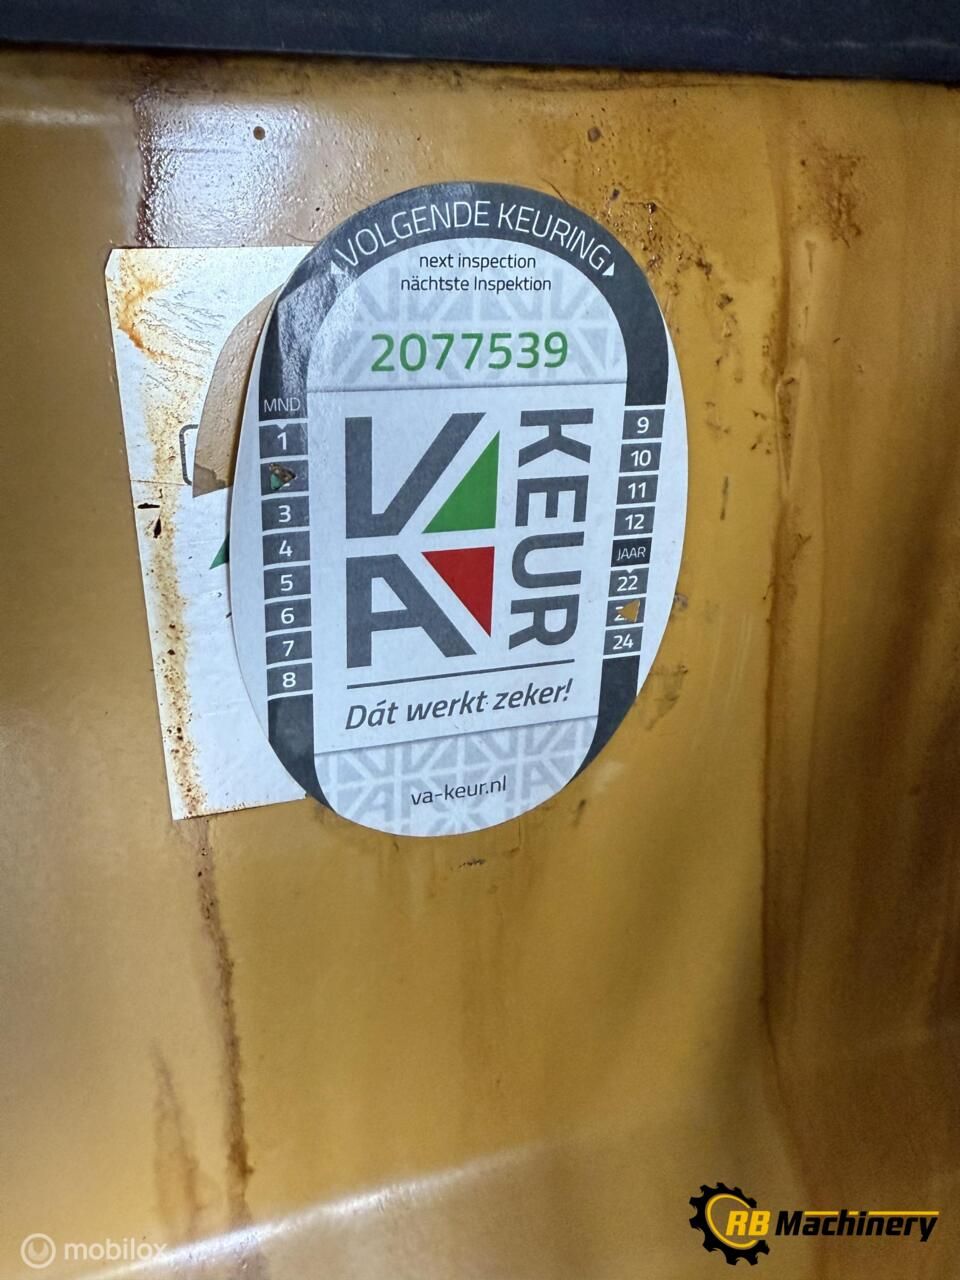 VOLGENDE KEURING
next inspection
nächtste Inspektion
2077539
MND
1
3
4
5
6
7
8
9
10
11
12
JAAR
22
24
VA
KEUR
Dát werkt zeker!
va-keur.nl
mobilox
RB Machinery